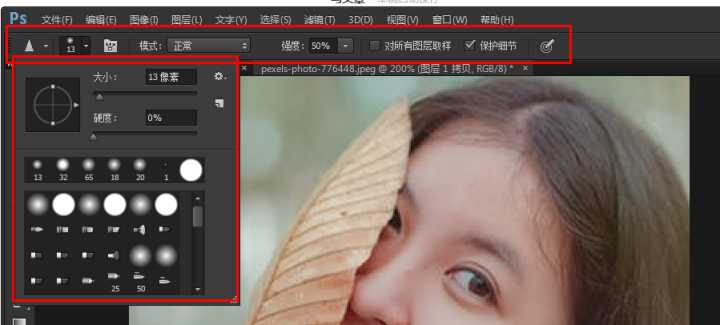 Ps 文件(F) 编辑(E) 图像(I) 图层(L) 文字(Y) 选择(S) 滤镜(T) 3D(D) 视图(V) 窗口(W) 帮助(H)
13 模式: 正常 强度: 50% 对所有图层取样 保护细节
× pexels-photo-776448.jpeg @ 200% (图层 1 拷贝, RGB/8) * ×
大小: 13 像素
硬度: 0%
13 32 65 18 20 1
25 50